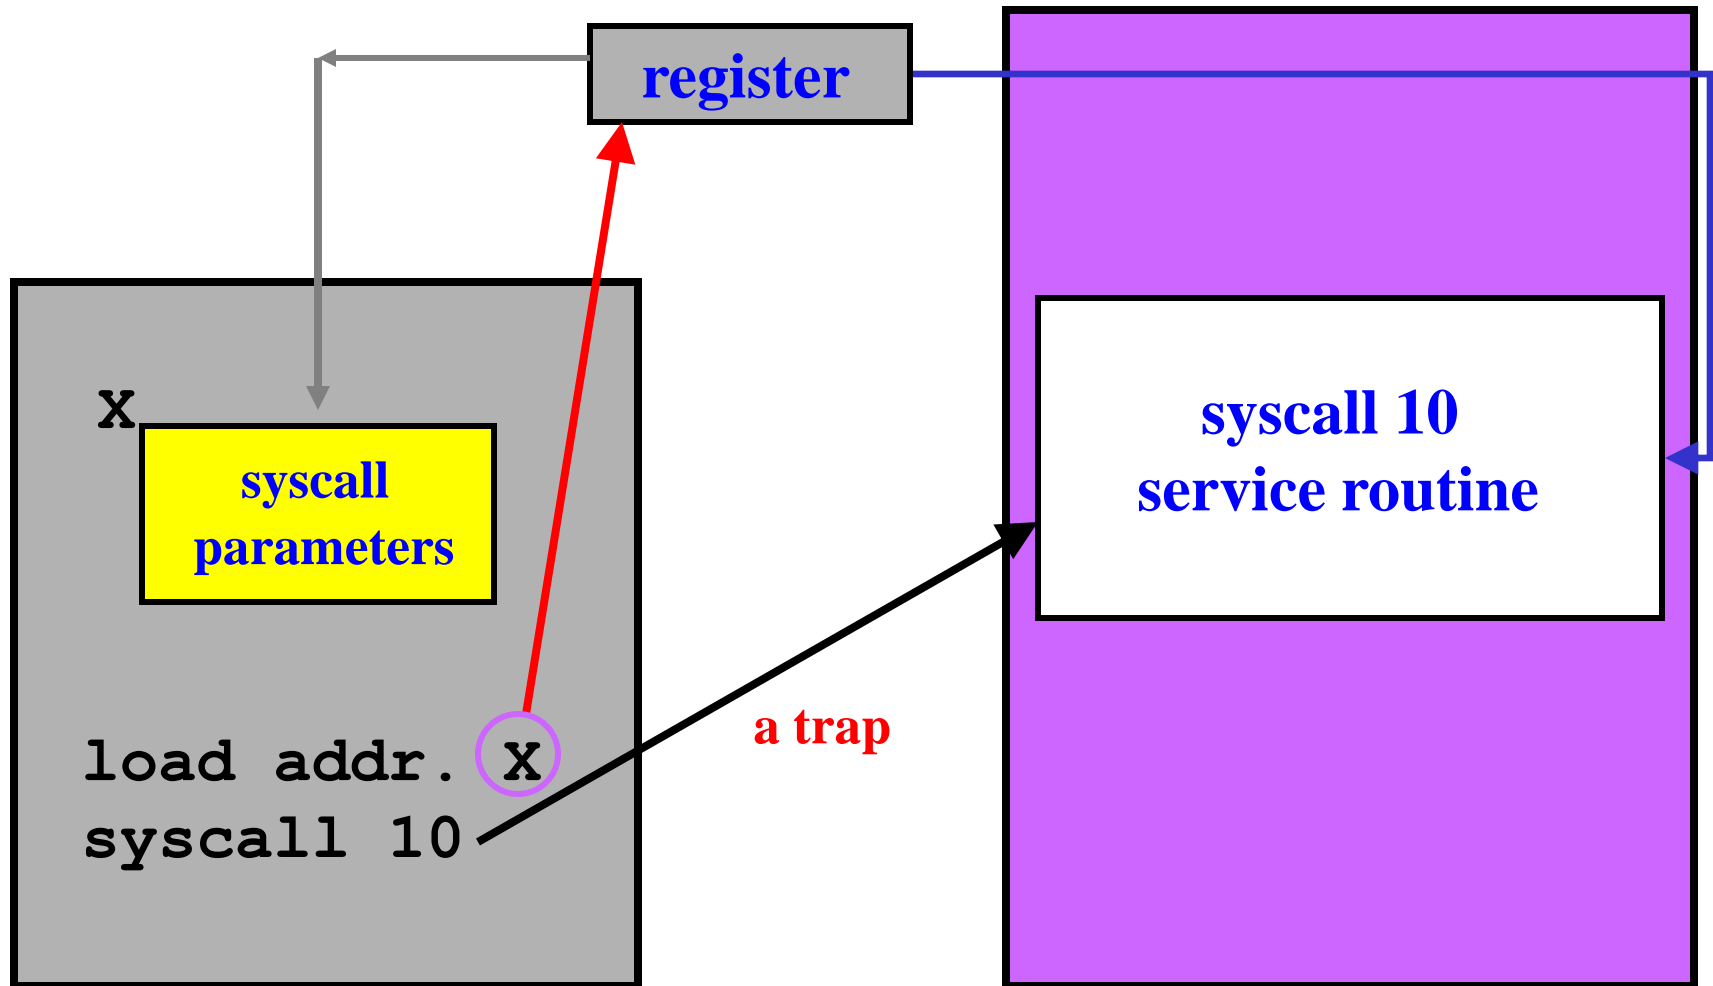 register
X
syscall
parameters
syscall 10
service routine
a trap
load addr. X
syscall 10